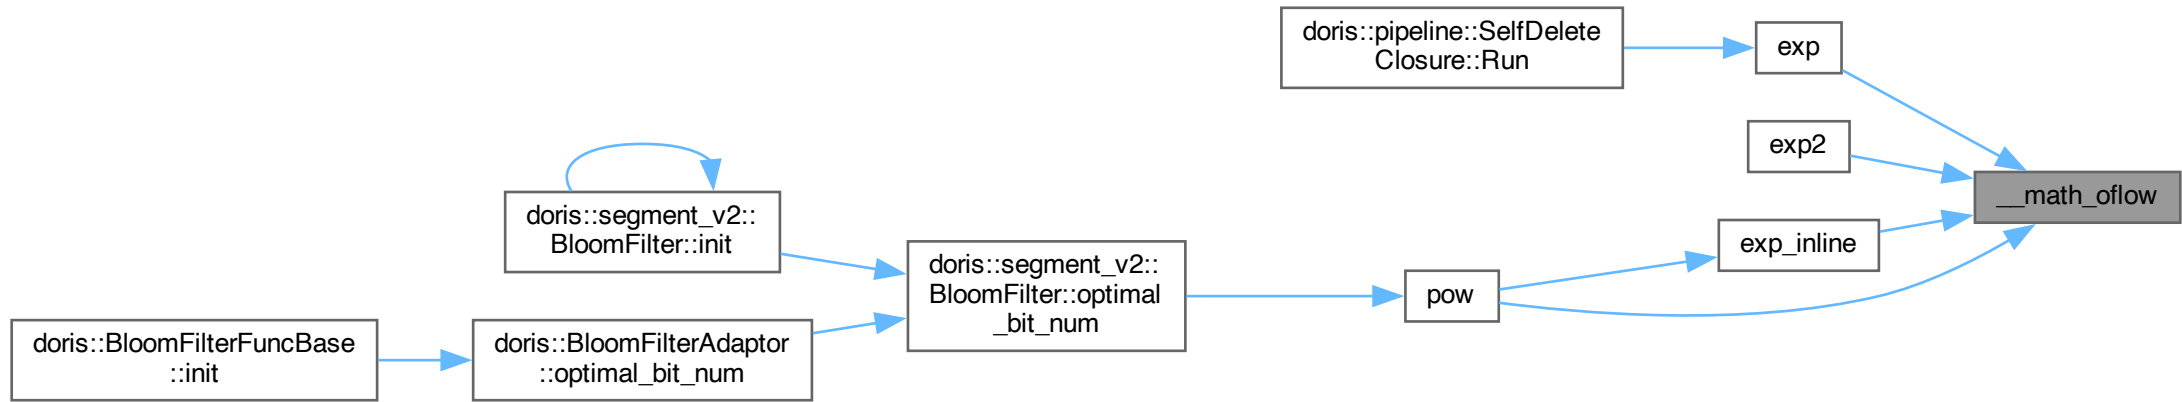 doris::pipeline::SelfDelete
Closure::Run
exp
exp2
__math_oflow
doris::segment_v2::
BloomFilter::init
exp_inline
doris::segment_v2::
BloomFilter::optimal
_bit_num
pow
doris::BloomFilterFuncBase
::init
doris::BloomFilterAdaptor
::optimal_bit_num